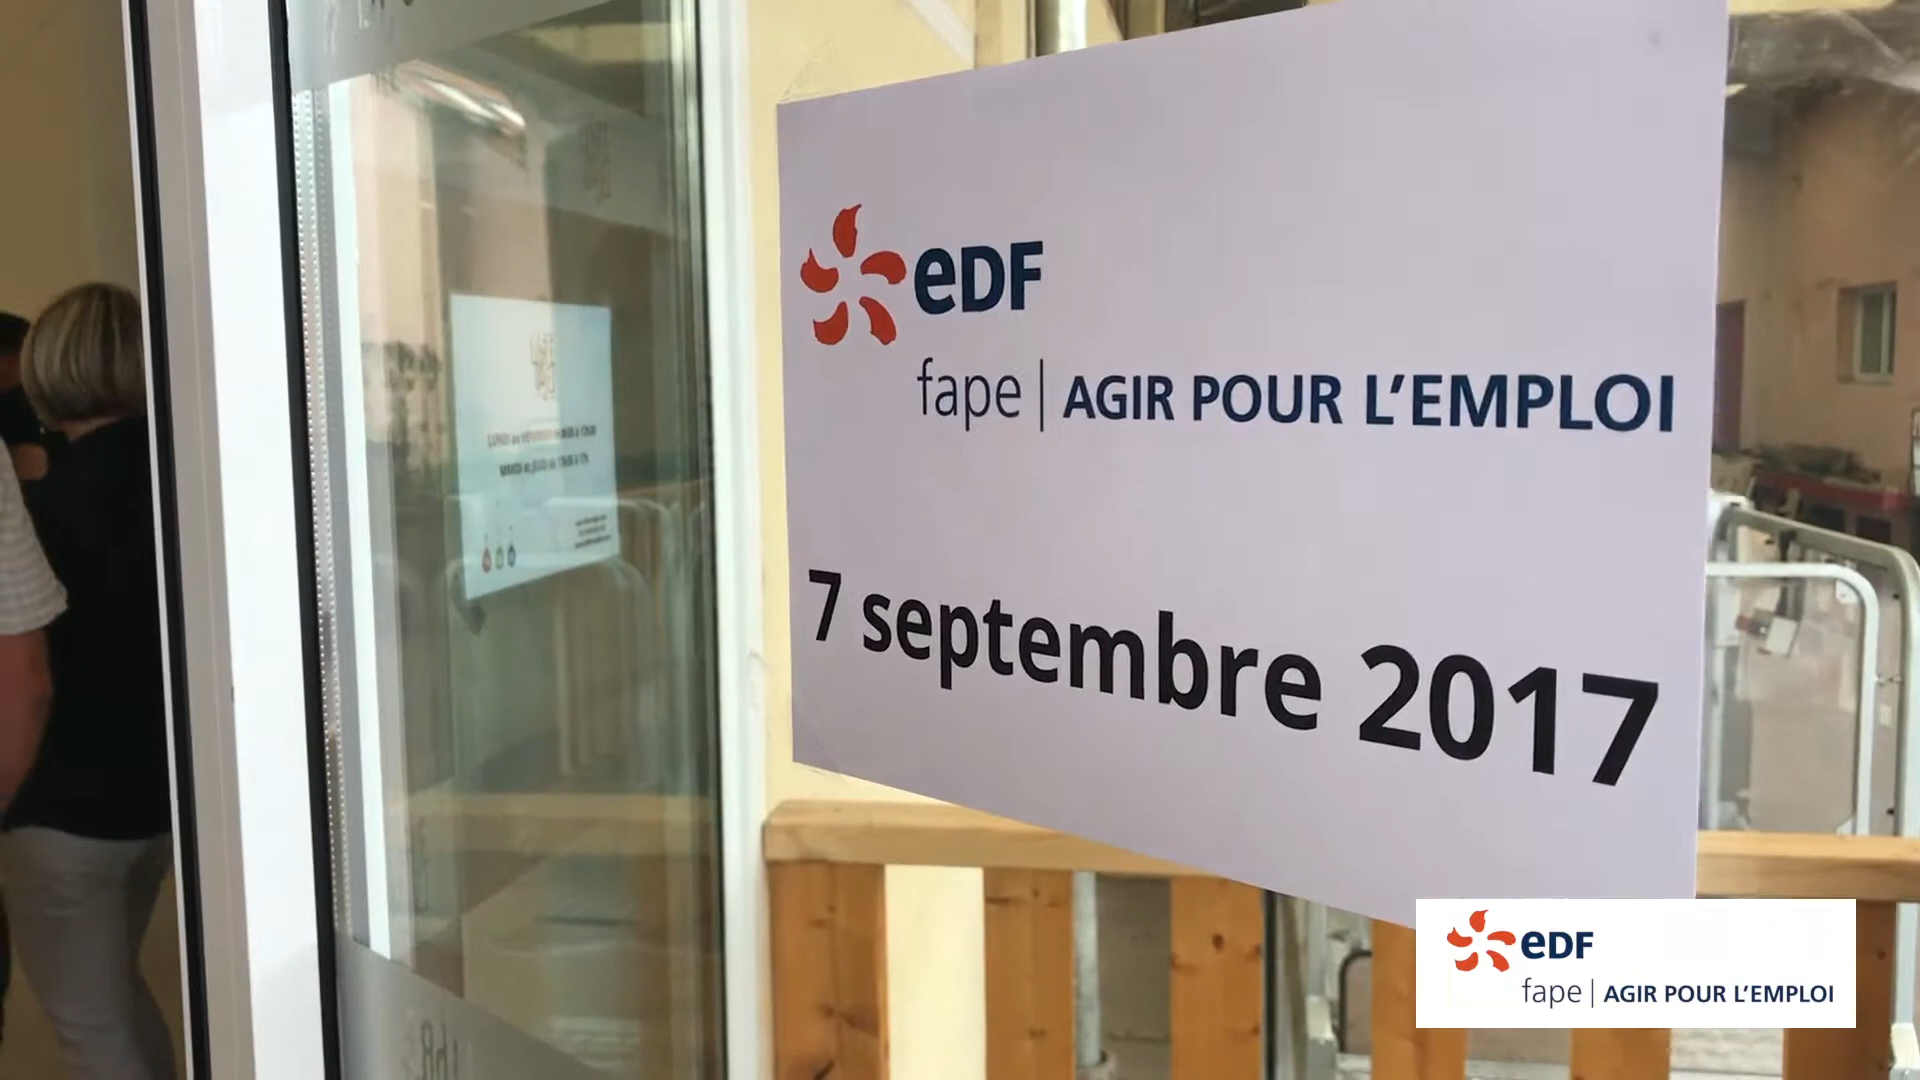 eDF
fape | AGIR POUR L'EMPLOI
7 septembre 2017
eDF
fape | AGIR POUR L'EMPLOI